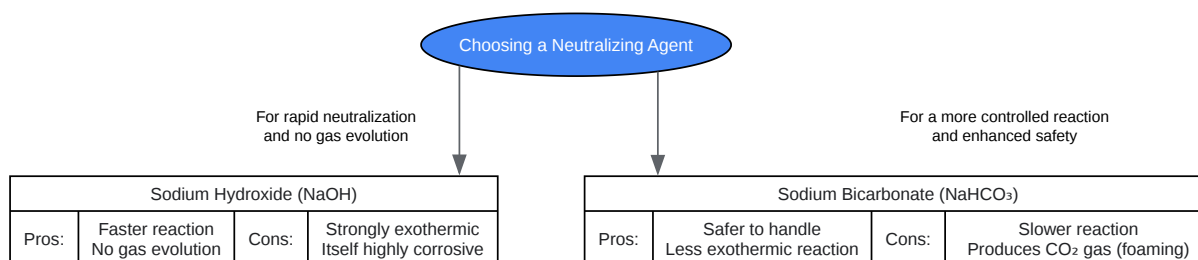 Choosing a Neutralizing Agent
For rapid neutralization
and no gas evolution
For a more controlled reaction
and enhanced safety
Sodium Hydroxide (NaOH)
Pros:
Faster reaction
No gas evolution
Cons:
Strongly exothermic
Itself highly corrosive
Sodium Bicarbonate (NaHCO₃)
Pros:
Safer to handle
Less exothermic reaction
Cons:
Slower reaction
Produces CO₂ gas (foaming)